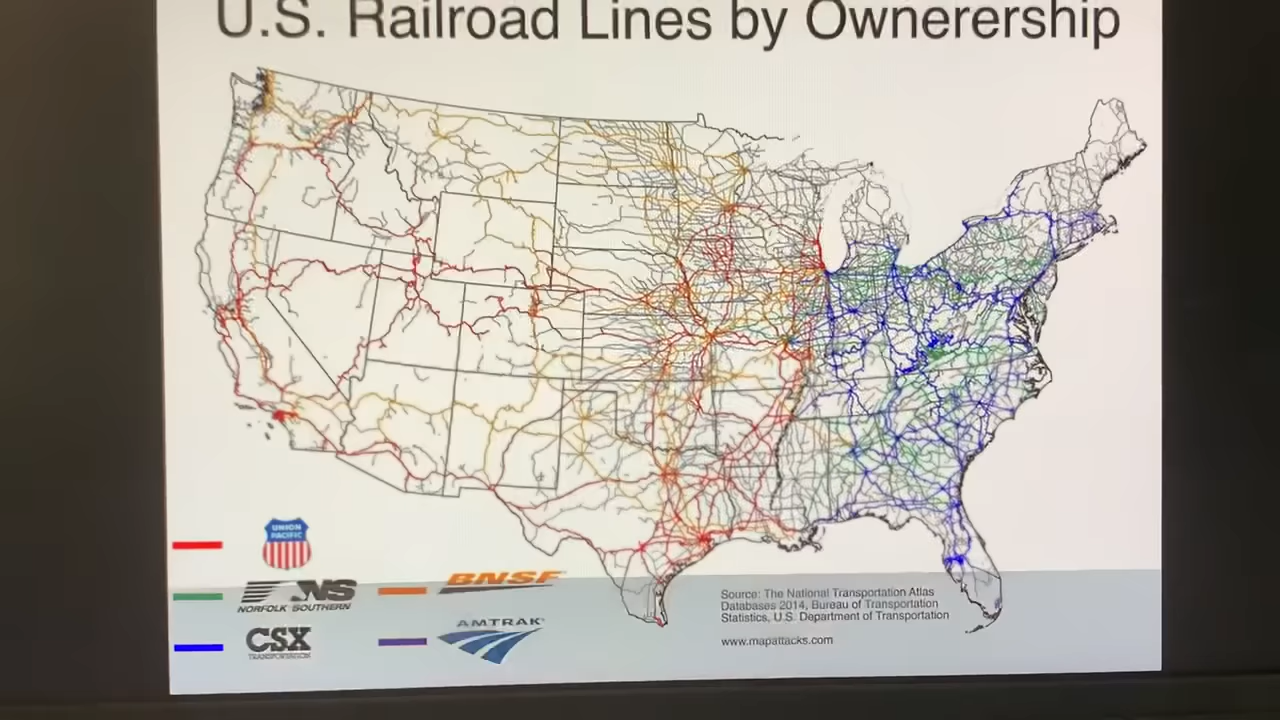 U.S. Railroad Lines by Ownerership
UNION
PACIFIC
NS
NORFOLK SOUTHERN
BNSF
CSX
TRANSPORTATION
AMTRAK
Source: The National Transportation Atlas
Databases 2014, Bureau of Transportation
Statistics, U.S. Department of Transportation
www.mapattacks.com